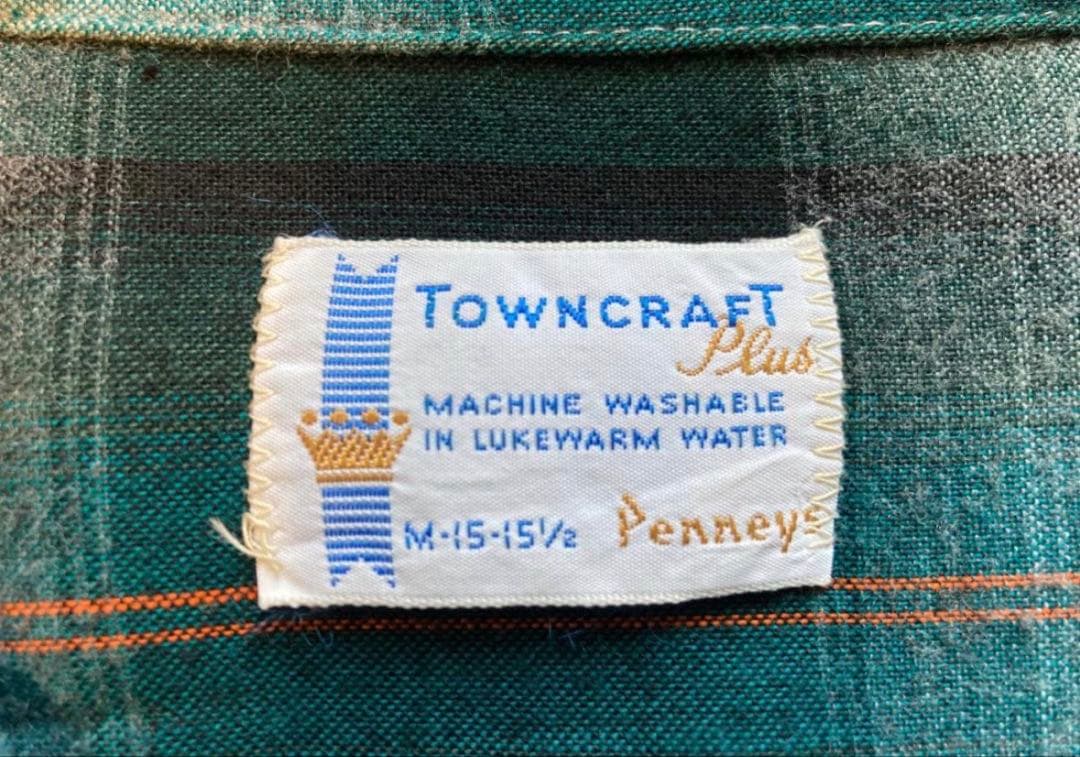 TOWNCRAFT
Plus
MACHINE WASHABLE
IN LUKEWARM WATER
M-15-15½
Penneys